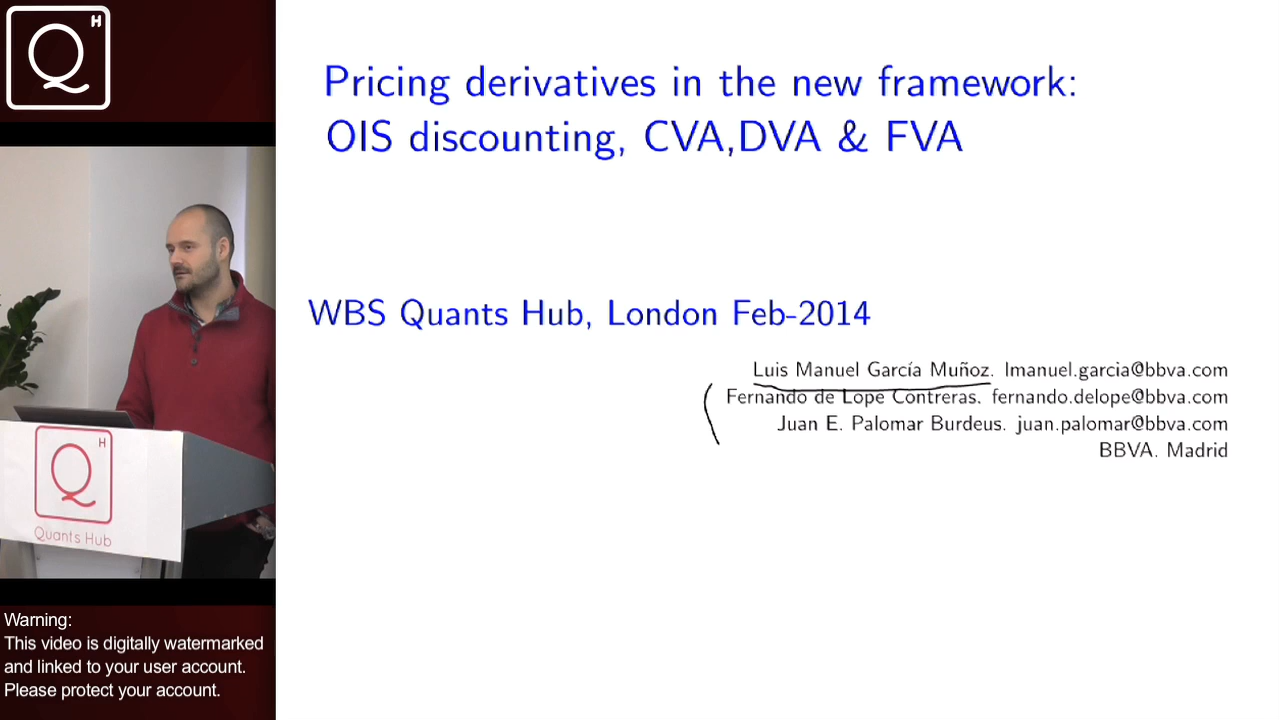 Q H
Pricing derivatives in the new framework:
OIS discounting, CVA,DVA & FVA
WBS Quants Hub, London Feb-2014
Luis Manuel García Muñoz. lmanuel.garcia@bbva.com
Fernando de Lope Contreras. fernando.delope@bbva.com
Juan E. Palomar Burdeus. juan.palomar@bbva.com
BBVA. Madrid
Q H
Quants Hub
Warning:
This video is digitally watermarked
and linked to your user account.
Please protect your account.